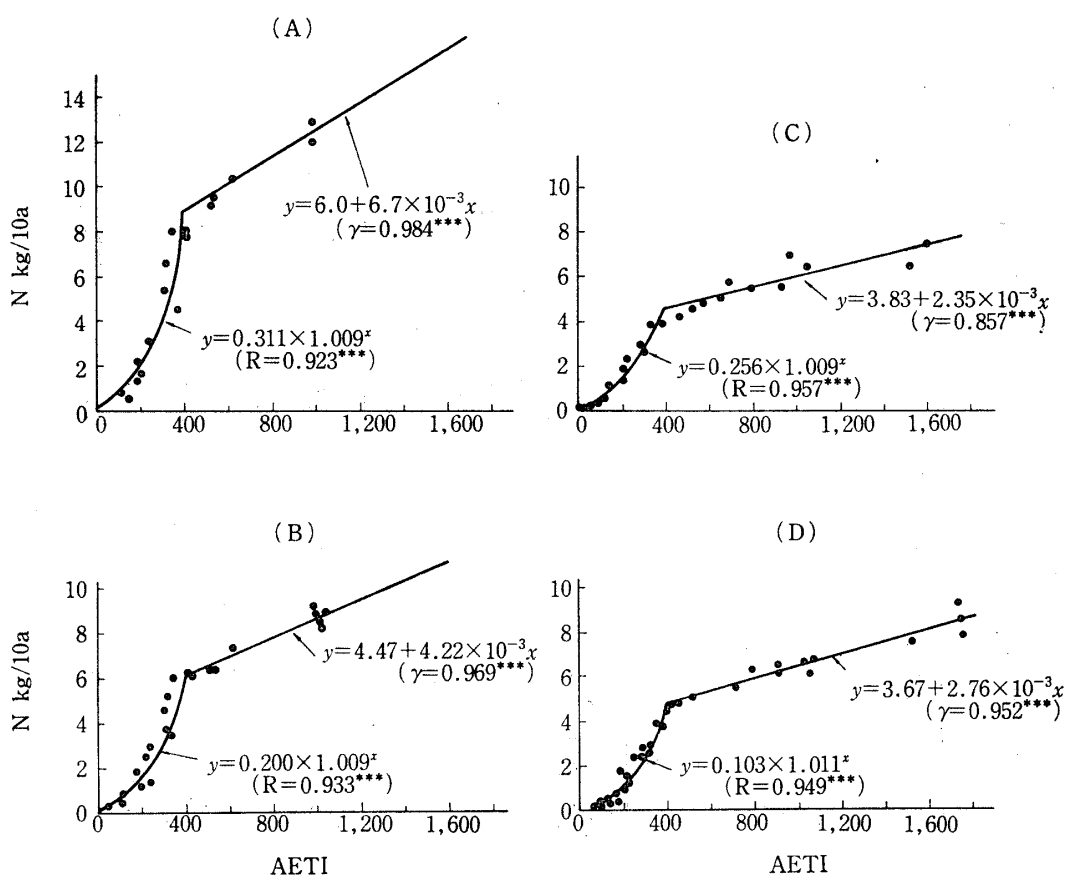 (A)
N kg/10a
14
12
10
8
6
4
2
0
0 400 800 1,200 1,600
y=6.0+6.7×10⁻³x
(γ=0.984***)
y=0.311×1.009ˣ
(R=0.923***)
(C)
10
8
6
4
2
0
0 400 800 1,200 1,600
y=3.83+2.35×10⁻³x
(γ=0.857***)
y=0.256×1.009ˣ
(R=0.957***)
(B)
N kg/10a
10
8
6
4
2
0
0 400 800 1,200 1,600
AETI
y=4.47+4.22×10⁻³x
(γ=0.969***)
y=0.200×1.009ˣ
(R=0.933***)
(D)
10
8
6
4
2
0
0 400 800 1,200 1,600
AETI
y=3.67+2.76×10⁻³x
(γ=0.952***)
y=0.103×1.011ˣ
(R=0.949***)